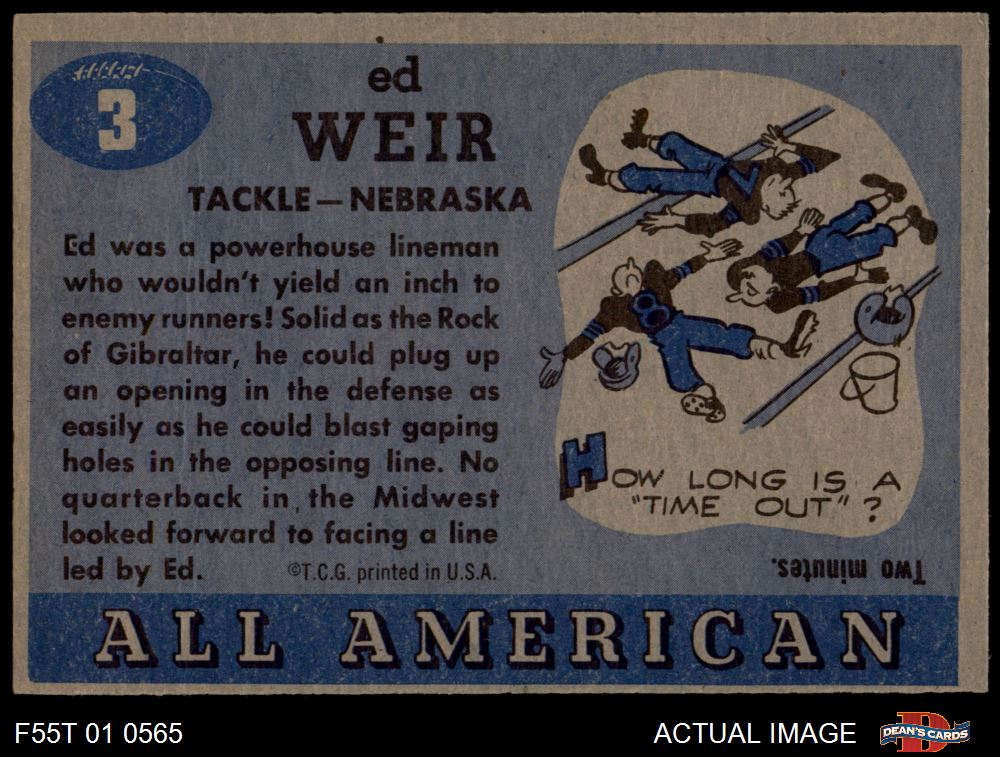 3
ed
WEIR
TACKLE—NEBRASKA
Ed was a powerhouse lineman
who wouldn't yield an inch to
enemy runners! Solid as the Rock
of Gibraltar, he could plug up
an opening in the defense as
easily as he could blast gaping
holes in the opposing line. No
quarterback in the Midwest
looked forward to facing a line
led by Ed.
©T.C.G. printed in U.S.A.
HOW LONG IS A
"TIME OUT"?
Two minutes.
ALL AMERICAN
F55T 01 0565
ACTUAL IMAGE
DEAN'S CARDS